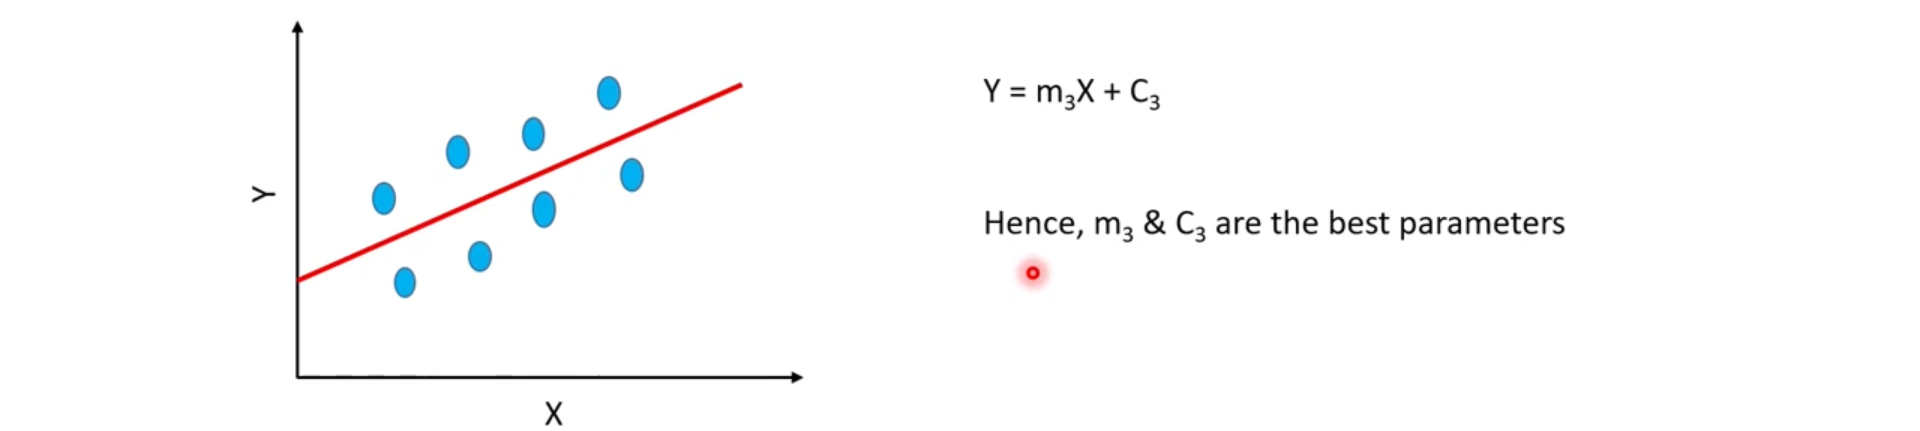 Y = m₃X + C₃
Hence, m₃ & C₃ are the best parameters
Y
X